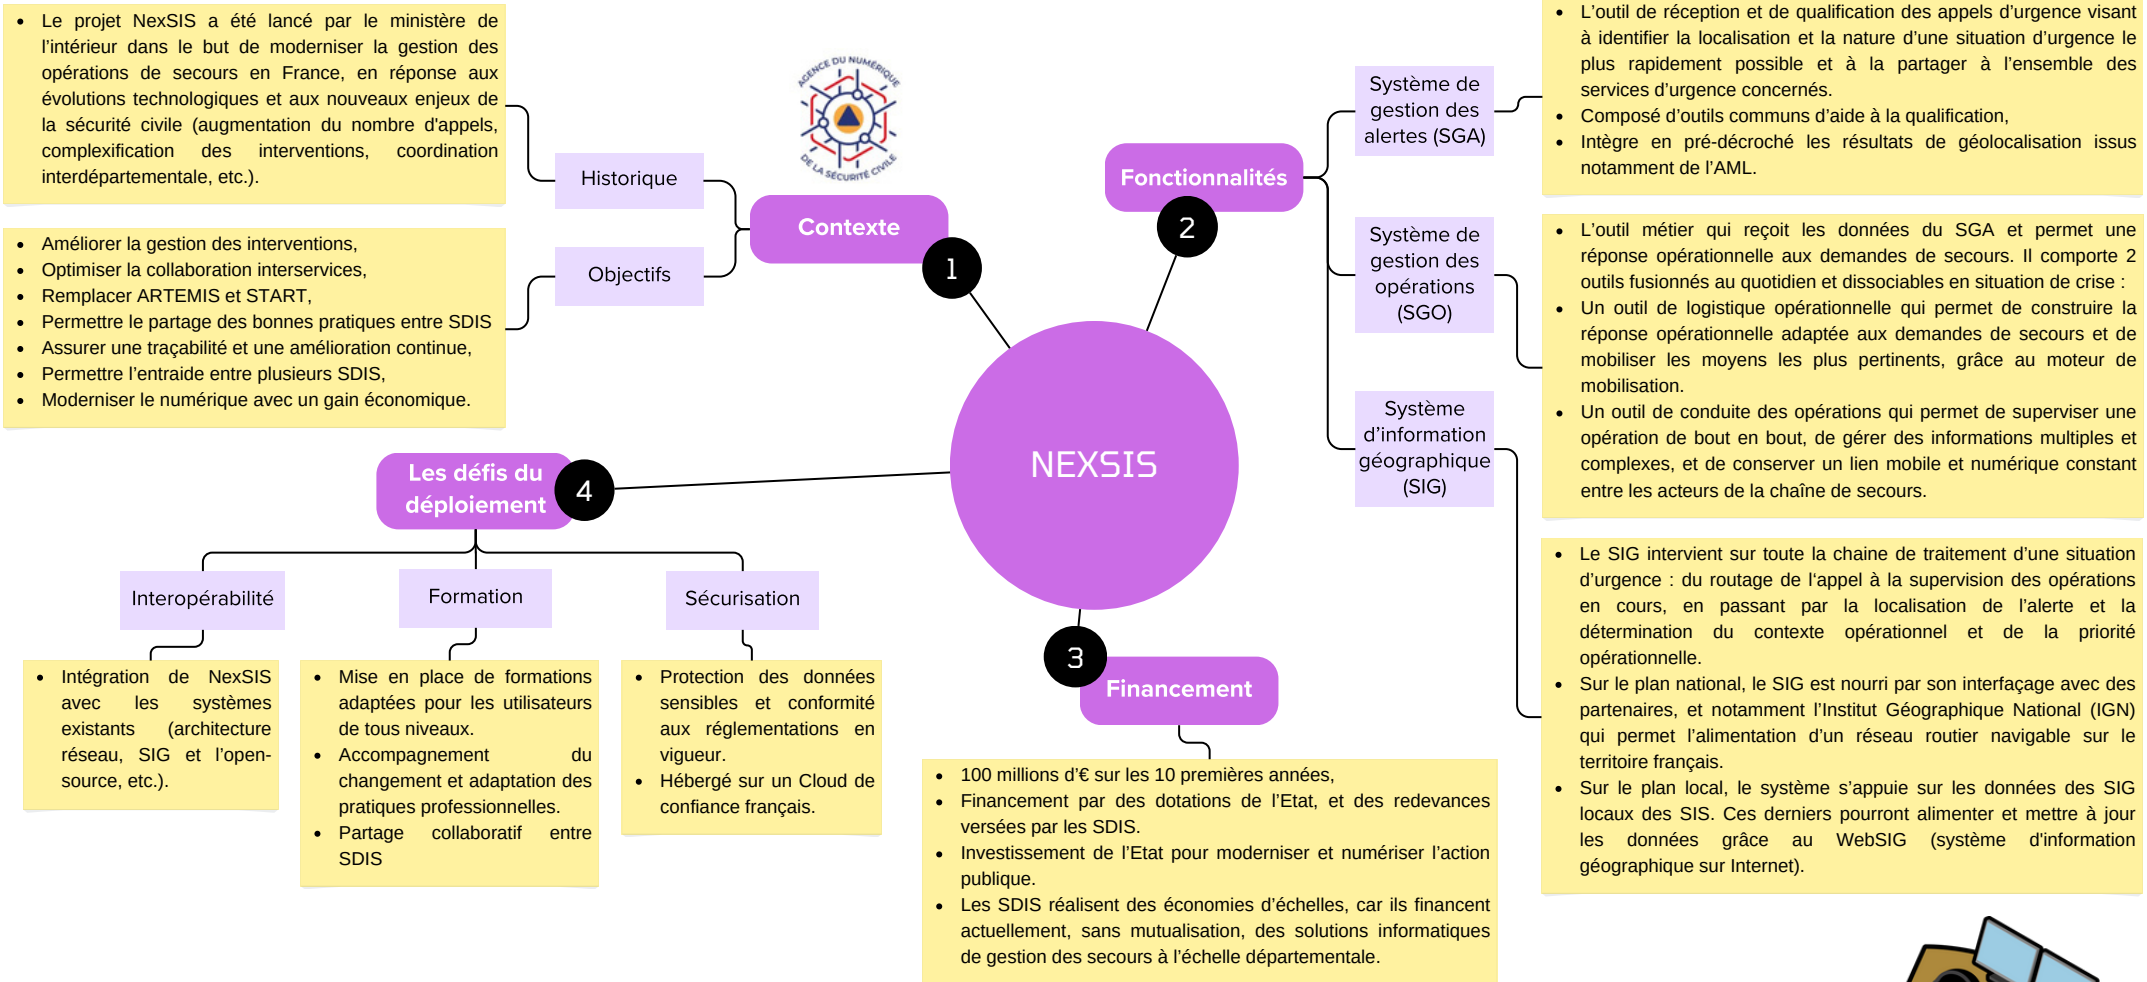 Le projet NexSIS a été lancé par le ministère de
l'intérieur dans le but de moderniser la gestion des
opérations de secours en France, en réponse aux
évolutions technologiques et aux nouveaux enjeux de
la sécurité civile (augmentation du nombre d'appels,
complexification des interventions, coordination
interdépartementale, etc.).
Historique
Améliorer la gestion des interventions,
Optimiser la collaboration interservices,
Remplacer ARTEMIS et START,
Permettre le partage des bonnes pratiques entre SDIS
Assurer une traçabilité et une amélioration continue,
Permettre l'entraide entre plusieurs SDIS,
Moderniser le numérique avec un gain économique.
Objectifs
AGENCE DU NUMÉRIQUE
DE LA SÉCURITÉ CIVILE
Contexte
1
Fonctionnalités
2
Système de
gestion des
alertes (SGA)
L'outil de réception et de qualification des appels d'urgence visant
à identifier la localisation et la nature d'une situation d'urgence le
plus rapidement possible et à la partager à l'ensemble des
services d'urgence concernés.
Composé d'outils communs d'aide à la qualification,
Intègre en pré-décroché les résultats de géolocalisation issus
notamment de l'AML.
Système de
gestion des
opérations
(SGO)
L'outil métier qui reçoit les données du SGA et permet une
réponse opérationnelle aux demandes de secours. Il comporte 2
outils fusionnés au quotidien et dissociables en situation de crise :
Un outil de logistique opérationnelle qui permet de construire la
réponse opérationnelle adaptée aux demandes de secours et de
mobiliser les moyens les plus pertinents, grâce au moteur de
mobilisation.
Un outil de conduite des opérations qui permet de superviser une
opération de bout en bout, de gérer des informations multiples et
complexes, et de conserver un lien mobile et numérique constant
entre les acteurs de la chaîne de secours.
Système
d'information
géographique
(SIG)
Le SIG intervient sur toute la chaine de traitement d'une situation
d'urgence : du routage de l'appel à la supervision des opérations
en cours, en passant par la localisation de l'alerte et la
détermination du contexte opérationnel et de la priorité
opérationnelle.
Sur le plan national, le SIG est nourri par son interfaçage avec des
partenaires, et notamment l'Institut Géographique National (IGN)
qui permet l'alimentation d'un réseau routier navigable sur le
territoire français.
Sur le plan local, le système s'appuie sur les données des SIG
locaux des SIS. Ces derniers pourront alimenter et mettre à jour
les données grâce au WebSIG (système d'information
géographique sur Internet).
NEXSIS
3
Financement
100 millions d'€ sur les 10 premières années,
Financement par des dotations de l'Etat, et des redevances
versées par les SDIS.
Investissement de l'Etat pour moderniser et numériser l'action
publique.
Les SDIS réalisent des économies d'échelles, car ils financent
actuellement, sans mutualisation, des solutions informatiques
de gestion des secours à l'échelle départementale.
Les défis du
déploiement
4
Interopérabilité
Intégration de NexSIS
avec les systèmes
existants (architecture
réseau, SIG et l'open-
source, etc.).
Formation
Mise en place de formations
adaptées pour les utilisateurs
de tous niveaux.
Accompagnement du
changement et adaptation des
pratiques professionnelles.
Partage collaboratif entre
SDIS
Sécurisation
Protection des données
sensibles et conformité
aux réglementations en
vigueur.
Hébergé sur un Cloud de
confiance français.